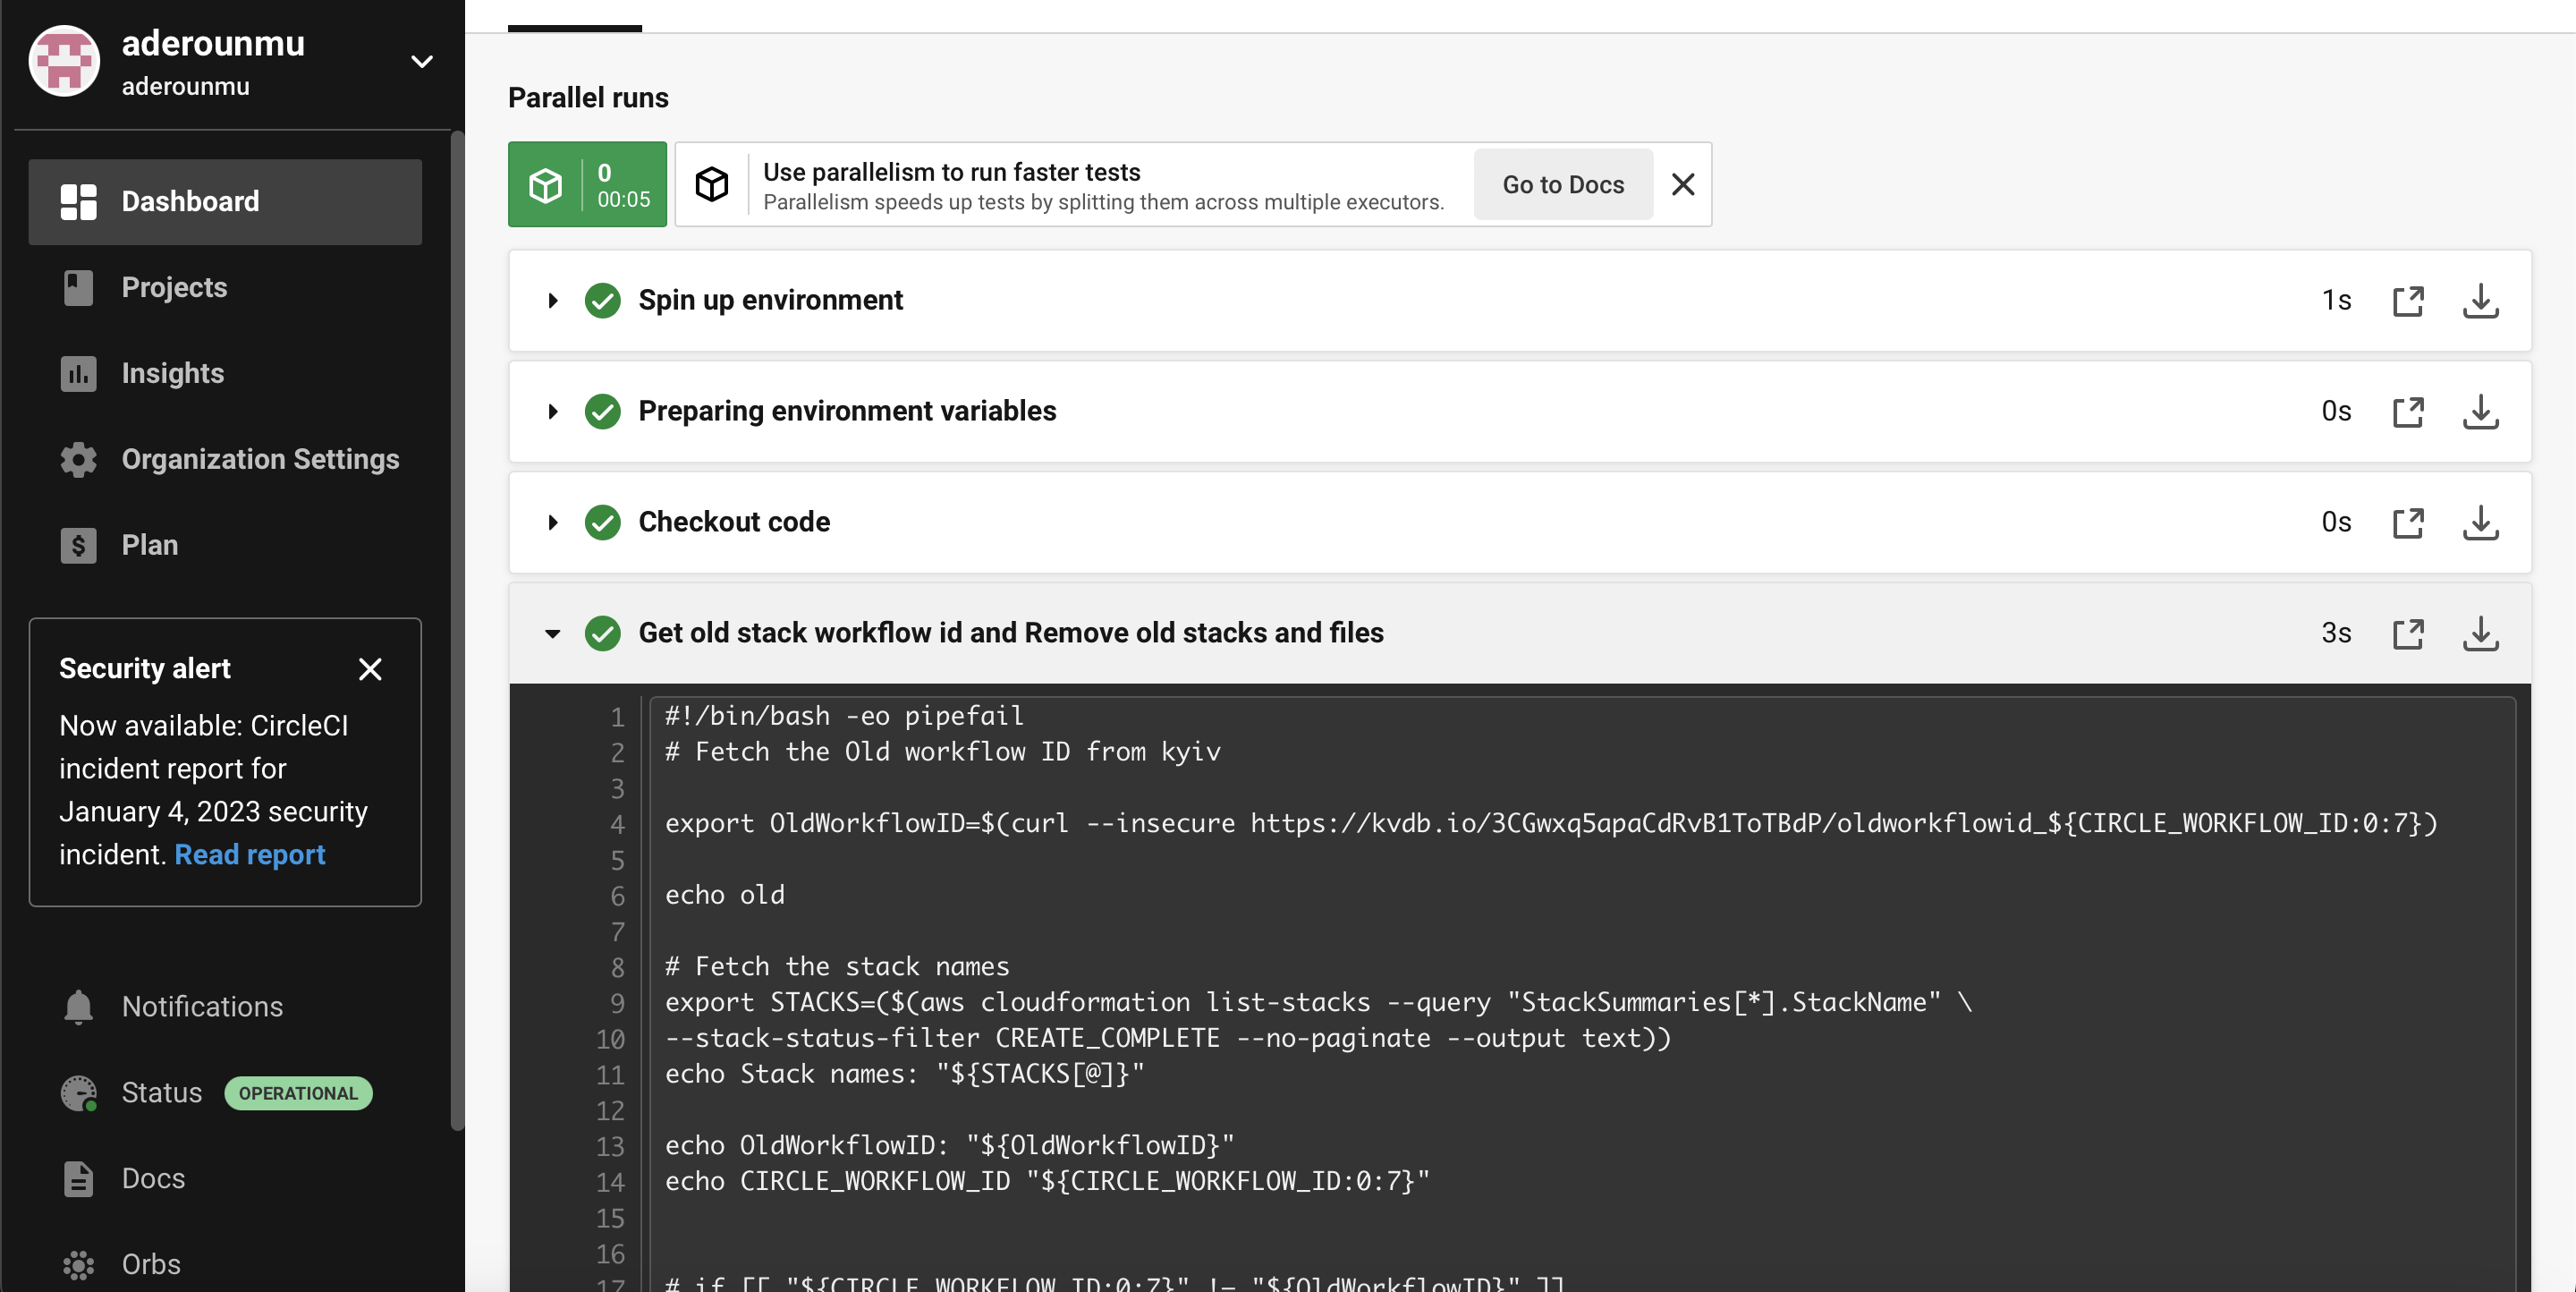 aderounmu
aderounmu
Dashboard
Projects
Insights
Organization Settings
Plan
Security alert
Now available: CircleCI
incident report for
January 4, 2023 security
incident. Read report
Notifications
Status OPERATIONAL
Docs
Orbs
Parallel runs
0
00:05
Use parallelism to run faster tests
Parallelism speeds up tests by splitting them across multiple executors.
Go to Docs
Spin up environment 1s
Preparing environment variables 0s
Checkout code 0s
Get old stack workflow id and Remove old stacks and files 3s
1 #!/bin/bash -eo pipefail
2 # Fetch the Old workflow ID from kyiv
3
4 export OldWorkflowID=$(curl --insecure https://kvdb.io/3CGwxq5apaCdRvB1ToTBdP/oldworkflowid_${CIRCLE_WORKFLOW_ID:0:7})
5
6 echo old
7
8 # Fetch the stack names
9 export STACKS=($(aws cloudformation list-stacks --query "StackSummaries[*].StackName" \
10 --stack-status-filter CREATE_COMPLETE --no-paginate --output text))
11 echo Stack names: "${STACKS[@]}"
12
13 echo OldWorkflowID: "${OldWorkflowID}"
14 echo CIRCLE_WORKFLOW_ID "${CIRCLE_WORKFLOW_ID:0:7}"
15
16
17 # if [[ "${CIRCLE_WORKFLOW_ID:0:7}" != "${OldWorkflowID}" ]]